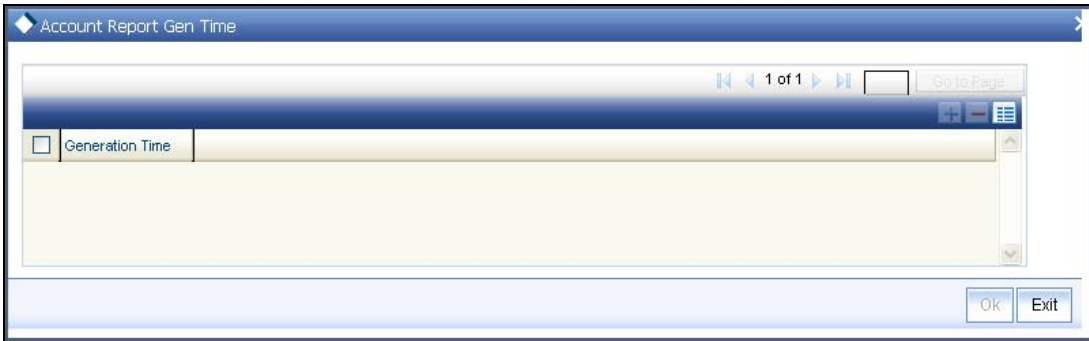 Account Report Gen Time
1 of 1 Go to Page
Generation Time
Ok Exit